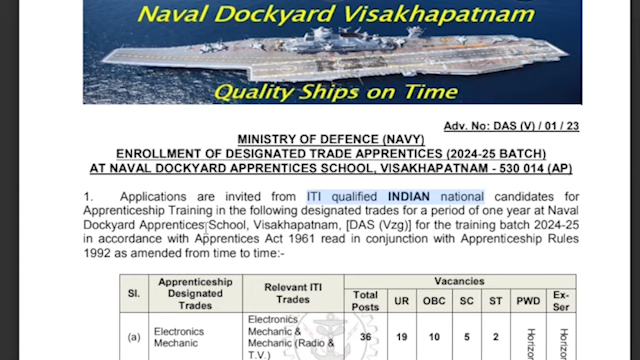 Naval Dockyard Visakhapatnam
Quality Ships on Time
Adv. No: DAS (V) / 01 / 23
MINISTRY OF DEFENCE (NAVY)
ENROLLMENT OF DESIGNATED TRADE APPRENTICES (2024-25 BATCH)
AT NAVAL DOCKYARD APPRENTICES SCHOOL, VISAKHAPATNAM - 530 014 (AP)
1. Applications are invited from ITI qualified INDIAN national candidates for
Apprenticeship Training in the following designated trades for a period of one year at Naval
Dockyard Apprentices School, Visakhapatnam, [DAS (Vzg)] for the training batch 2024-25
in accordance with Apprentices Act 1961 read in conjunction with Apprenticeship Rules
1992 as amended from time to time:-
Sl.
Apprenticeship
Designated
Trades
Relevant ITI
Trades
Vacancies
Total
Posts
UR
OBC
SC
ST
PWD
Ex-
Ser
(a)
Electronics
Mechanic
Electronics
Mechanic &
Mechanic (Radio &
T.V.)
36
19
10
5
2